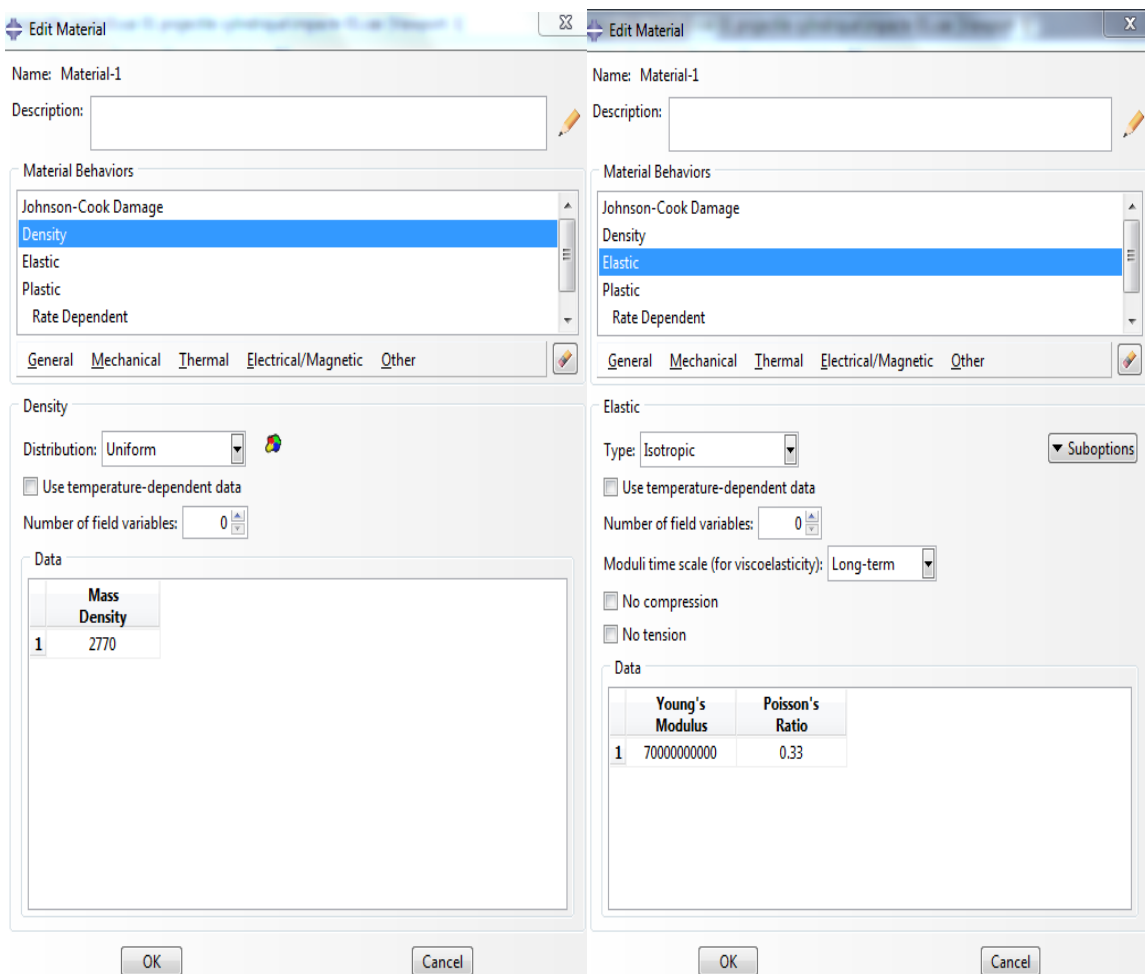 Edit Material
Name: Material-1
Description:
Material Behaviors
Johnson-Cook Damage
Density
Elastic
Plastic
Rate Dependent
General Mechanical Thermal Electrical/Magnetic Other
Density
Distribution: Uniform
Use temperature-dependent data
Number of field variables: 0
Data
Mass
Density
1 2770
OK Cancel
Edit Material
X
Name: Material-1
Description:
Material Behaviors
Johnson-Cook Damage
Density
Elastic
Plastic
Rate Dependent
General Mechanical Thermal Electrical/Magnetic Other
Elastic
Type: Isotropic
Suboptions
Use temperature-dependent data
Number of field variables: 0
Moduli time scale (for viscoelasticity): Long-term
No compression
No tension
Data
Young's Poisson's
Modulus Ratio
1 70000000000 0.33
OK Cancel